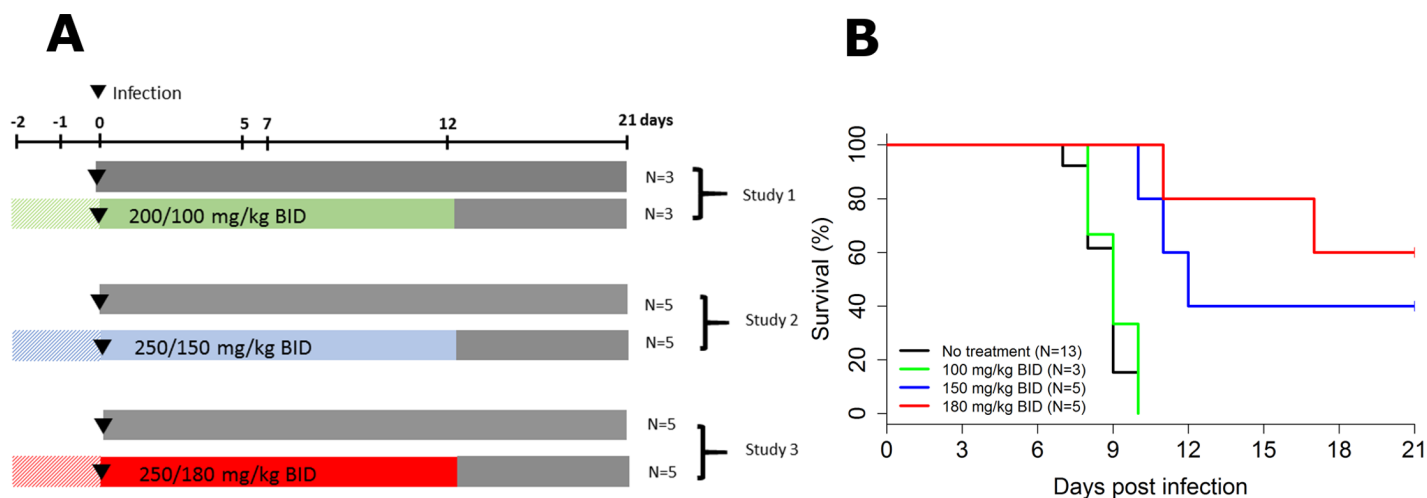 A
Infection
-2 -1 0 5 7 12 21 days
N=3
200/100 mg/kg BID
N=3
Study 1
N=5
250/150 mg/kg BID
N=5
Study 2
N=5
250/180 mg/kg BID
N=5
Study 3
B
Survival (%)
100
80
60
40
20
0
No treatment (N=13)
100 mg/kg BID (N=3)
150 mg/kg BID (N=5)
180 mg/kg BID (N=5)
0 3 6 9 12 15 18 21
Days post infection